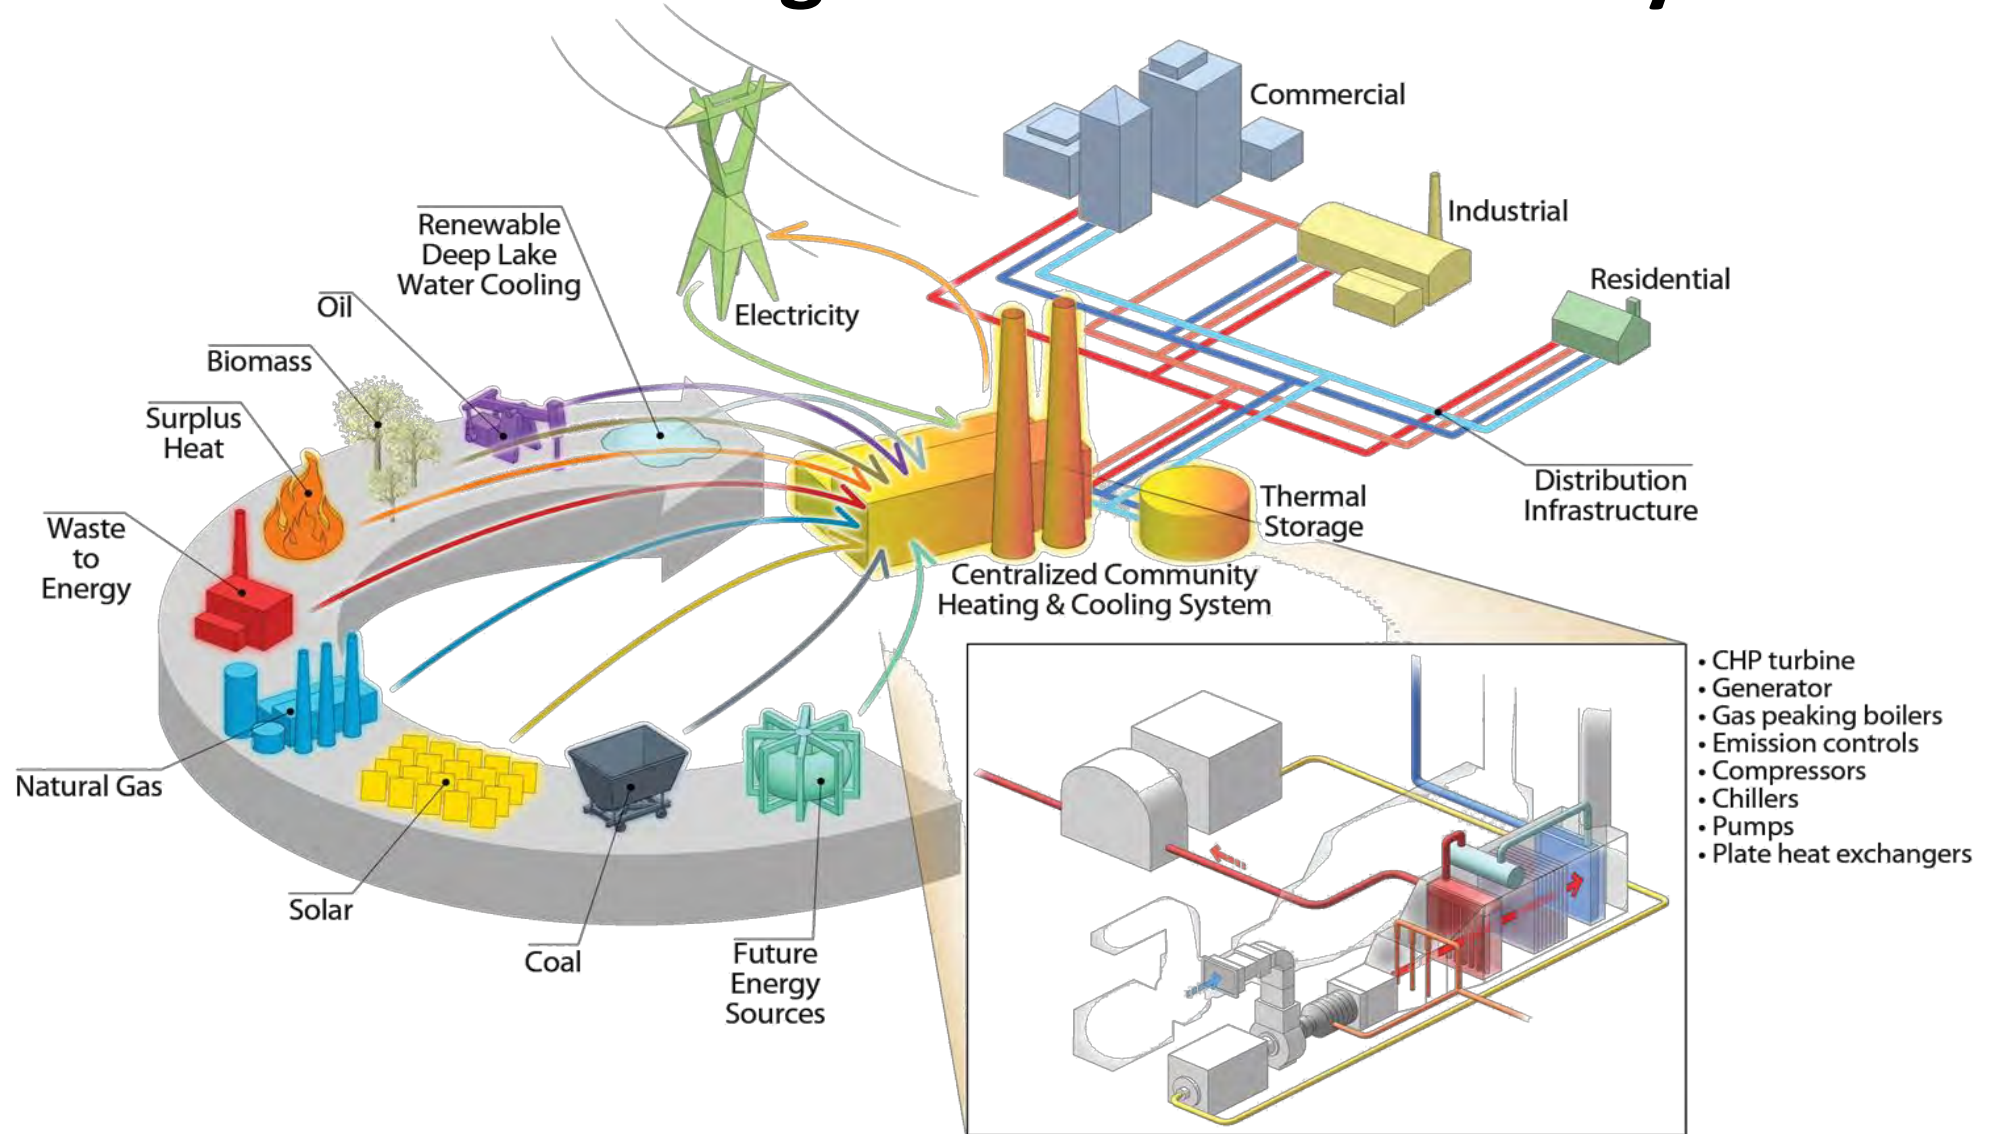 Commercial
Industrial
Residential
Renewable
Deep Lake
Water Cooling
Oil
Electricity
Biomass
Surplus
Heat
Waste
to
Energy
Thermal
Storage
Distribution
Infrastructure
Centralized Community
Heating & Cooling System
Natural Gas
Solar
Coal
Future
Energy
Sources
• CHP turbine
• Generator
• Gas peaking boilers
• Emission controls
• Compressors
• Chillers
• Pumps
• Plate heat exchangers